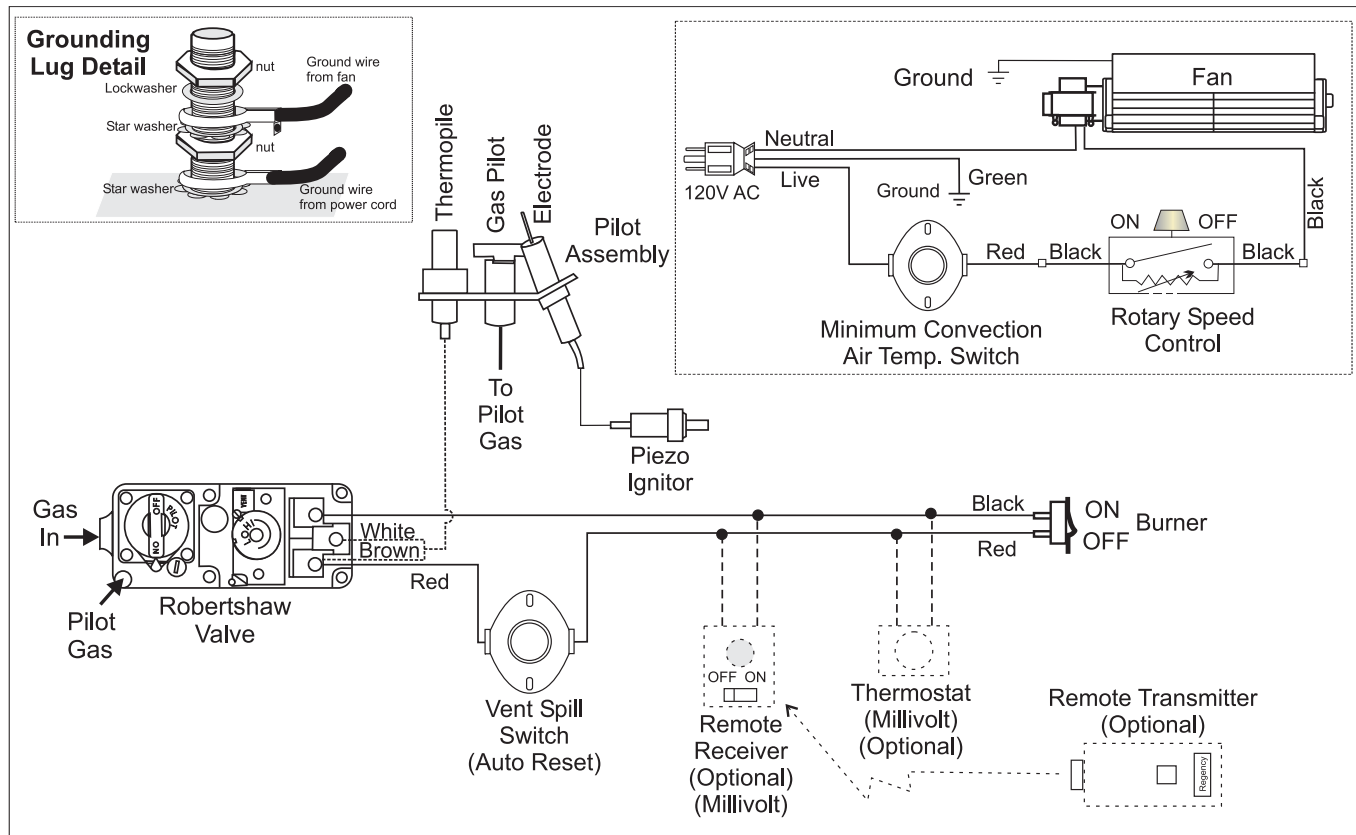 Grounding
Lug Detail
nut
Ground wire
from fan
Lockwasher
Star washer
nut
Star washer
Ground wire
from power cord
Thermopile
Gas Pilot
Electrode
Pilot
Assembly
To
Pilot
Gas
Piezo
Ignitor
Ground
Fan
Neutral
Live
120V AC
Ground
Green
Black
Red
Black
ON
OFF
Black
Minimum Convection
Air Temp. Switch
Rotary Speed
Control
Gas
In
OFF
PILOT
ON
HI
LO
White
Brown
Red
Pilot
Gas
Robertshaw
Valve
Black
Red
ON
OFF
Burner
Vent Spill
Switch
(Auto Reset)
OFF ON
Remote
Receiver
(Optional)
(Millivolt)
Thermostat
(Millivolt)
(Optional)
Remote Transmitter
(Optional)
Regency